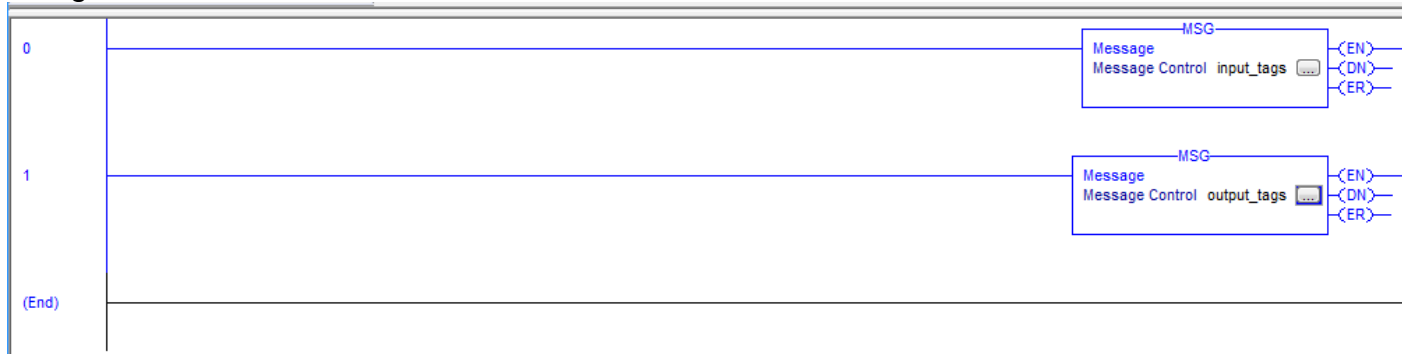 MSG
0
Message
(EN)
Message Control input_tags ...
(DN)
(ER)
MSG
1
Message
(EN)
Message Control output_tags ...
(DN)
(ER)
(End)